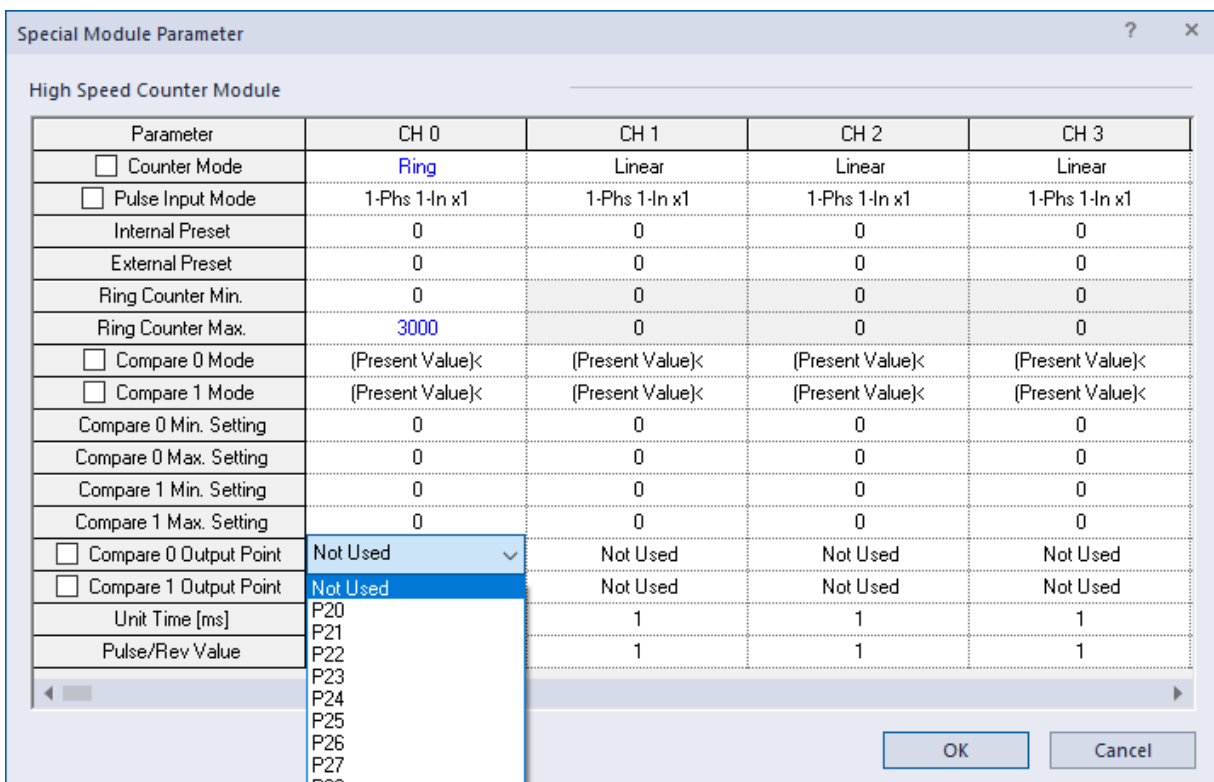 Special Module Parameter ? ×
High Speed Counter Module
Parameter CH 0 CH 1 CH 2 CH 3
Counter Mode Ring Linear Linear Linear
Pulse Input Mode 1-Phs 1-In x1 1-Phs 1-In x1 1-Phs 1-In x1 1-Phs 1-In x1
Internal Preset 0 0 0 0
External Preset 0 0 0 0
Ring Counter Min. 0 0 0 0
Ring Counter Max. 3000 0 0 0
Compare 0 Mode (Present Value)< (Present Value)< (Present Value)< (Present Value)<
Compare 1 Mode (Present Value)< (Present Value)< (Present Value)< (Present Value)<
Compare 0 Min. Setting 0 0 0 0
Compare 0 Max. Setting 0 0 0 0
Compare 1 Min. Setting 0 0 0 0
Compare 1 Max. Setting 0 0 0 0
Compare 0 Output Point Not Used Not Used Not Used Not Used
Compare 1 Output Point Not Used Not Used Not Used Not Used
Unit Time [ms] P20 1 1 1
P21
Pulse/Rev Value P22 1 1 1
P23
P24
P25
P26
P27
OK Cancel